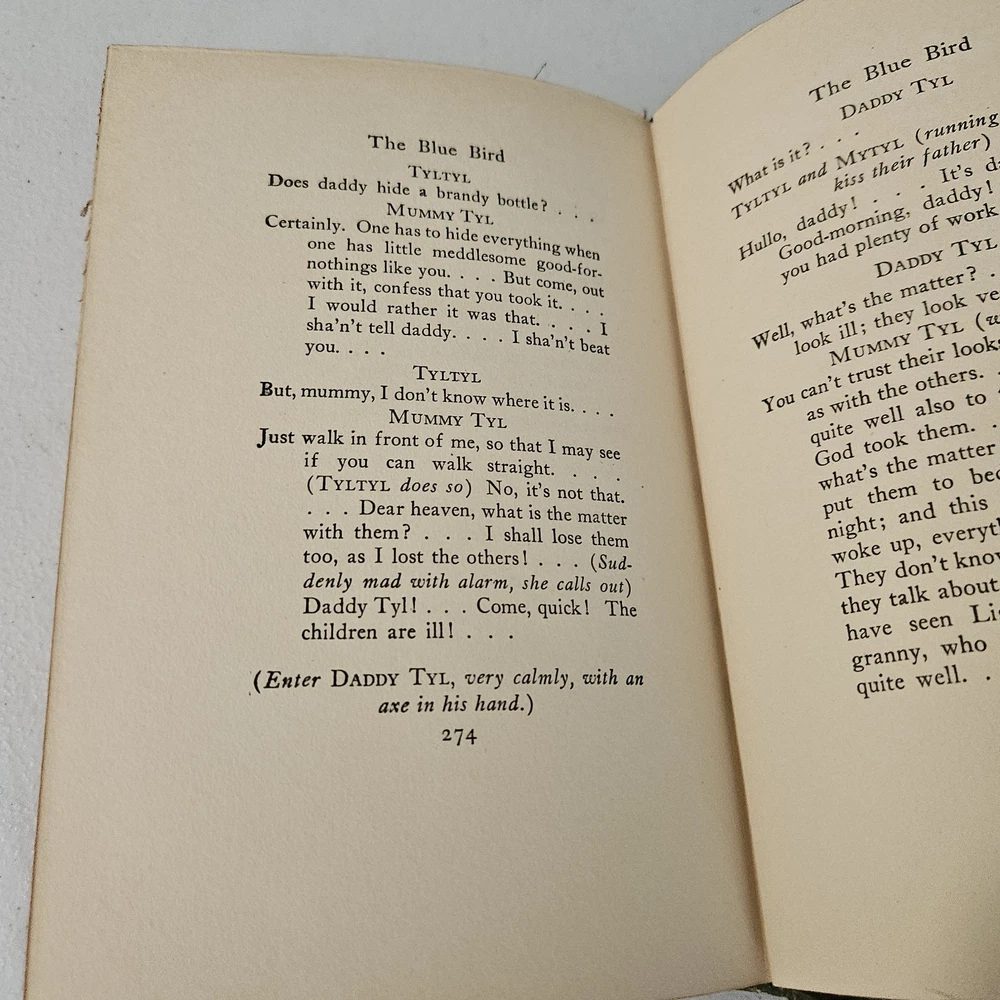 The Blue Bird
TYLTYL
Does daddy hide a brandy bottle? . . .
MUMMY TYL
Certainly. One has to hide everything when
one has little meddlesome good-for-
nothings like you. . . . But come, out
with it, confess that you took it. . . .
I would rather it was that. . . . I
sha'n't tell daddy. . . . I sha'n't beat
you. . . .
TYLTYL
But, mummy, I don't know where it is. . . .
MUMMY TYL
Just walk in front of me, so that I may see
if you can walk straight. . . .
(TYLTYL does so) No, it's not that.
. . . Dear heaven, what is the matter
with them? . . . I shall lose them
too, as I lost the others! . . . (Sud-
denly mad with alarm, she calls out)
Daddy Tyl! . . . Come, quick! The
children are ill! . . .
(Enter DADDY TYL, very calmly, with an
axe in his hand.)
274
The Blue Bird
DADDY TYL
What is it? . . .
TYLTYL and MYTYL (running
kiss their father)
Hullo, daddy! . . . It's
Good-morning, daddy!
you had plenty of work
DADDY TYL
Well, what's the matter? .
look ill; they look
MUMMY TYL
You can't trust their
as with the others. .
quite well also to
God took them. .
what's the matter
put them to
night; and this
woke up,
They don't
they talk about
have seen
granny, who
quite well. .